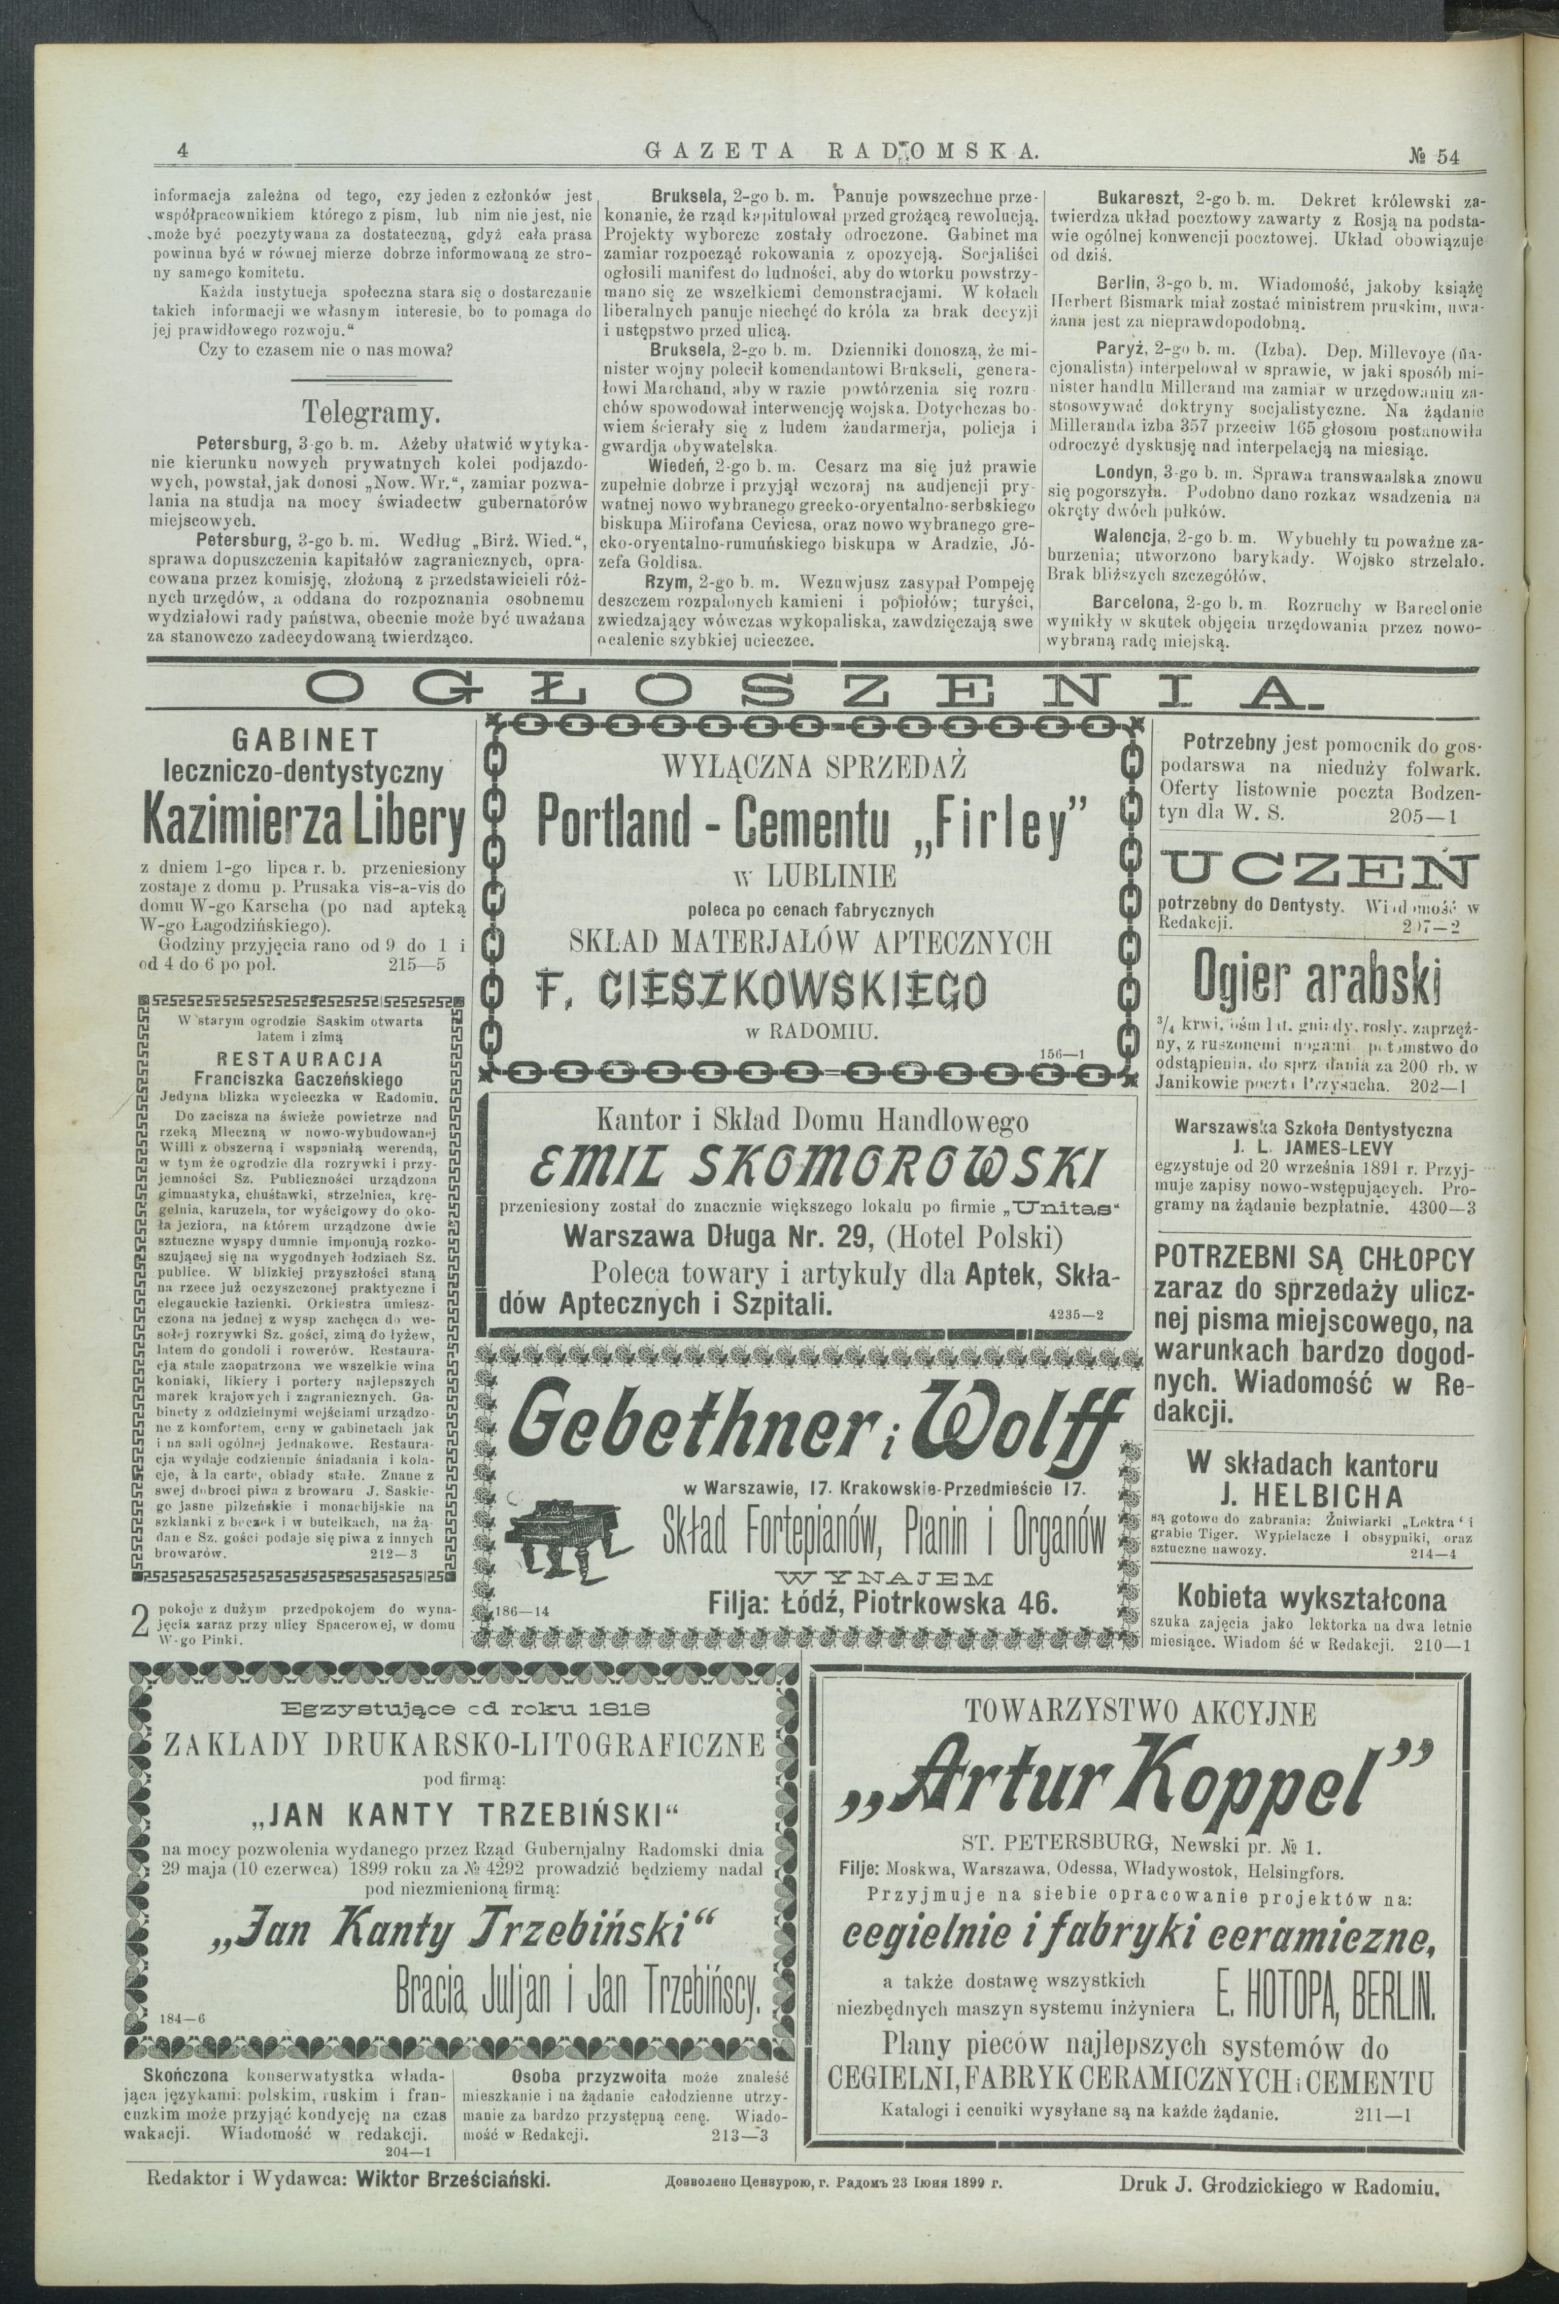 4
GAZETA RADOMSKA.
№ 54
informacja zależna od tego, czy jeden z członków jest
współpracownikiem którego z pism, lub nim nie jest, nie
może być poczytywana za dostateczną, gdyż cała prasa
powinna być w równej mierze dobrze informowaną ze stro-
ny samego komitetu.
Każda instytucja społeczna stara się o dostarczanie
takich informacji we własnym interesie, bo to pomaga do
jej prawidłowego rozwoju.“
Czy to czasem nie o nas mowa?
Telegramy.
Petersburg, 3-go b. m. Ażeby ułatwić wytyka-
nie kierunku nowych prywatnych kolei podjazdo-
wych, powstał, jak donosi „Now. Wr.“, zamiar pozwa-
lania na studja na mocy świadectw gubernatorów
miejscowych.
Petersburg, 3-go b. m. Według „Birż. Wied.“,
sprawa dopuszczenia kapitałów zagranicznych, opra-
cowana przez komisję, złożoną z przedstawicieli róż-
nych urzędów, a oddana do rozpoznania osobnemu
wydziałowi rady państwa, obecnie może być uważana
za stanowczo zadecydowaną twierdząco.
Bruksela, 2-go b. m. Panuje powszechne prze-
konanie, że rząd kapitulował przed grożącą rewolucją.
Projekty wyborcze zostały odroczone. Gabinet ma
zamiar rozpocząć rokowania z opozycją. Socjaliści
ogłosili manifest do ludności, aby do wtorku powstrzy-
mano się ze wszelkiemi demonstracjami. W kołach
liberalnych panuje niechęć do króla za brak decyzji
i ustępstwo przed ulicą.
Bruksela, 2-go b. m. Dzienniki donoszą, że mi-
nister wojny polecił komendantowi Brukseli, genera-
łowi Marchand, aby w razie powtórzenia się rozru-
chów spowodował interwencję wojska. Dotychczas bo-
wiem ścierały się z ludem żandarmerja, policja i
gwardja obywatelska.
Wiedeń, 2-go b. m. Cesarz ma się już prawie
zupełnie dobrze i przyjął wczoraj na audjencji pry-
watnej nowo wybranego grecko-oryentalno-serbskiego
biskupa Miirofana Cevicsa, oraz nowo wybranego gre-
cko-oryentalno-rumuńskiego biskupa w Aradzie, Jó-
zefa Goldisa.
Rzym, 2-go b. m. Wezuwjusz zasypał Pompeję
deszczem rozpalonych kamieni i popiołów; turyści,
zwiedzający wówczas wykopaliska, zawdzięczają swe
ocalenie szybkiej ucieczce.
Bukareszt, 2-go b. m. Dekret królewski za-
twierdza układ pocztowy zawarty z Rosją na podsta-
wie ogólnej konwencji pocztowej. Układ obowiązuje
od dziś.
Berlin, 3-go b. m. Wiadomość, jakoby książę
Herbert Bismark miał zostać ministrem pruskim, uwa-
żana jest za nieprawdopodobną.
Paryż, 2-go b. m. (Izba). Dep. Millevoye (na-
cjonalista) interpelował w sprawie, w jaki sposób mi-
nister handlu Millerand ma zamiar w urzędowaniu za-
stosowywać doktryny socjalistyczne. Na żądanie
Milleranda izba 357 przeciw 165 głosom postanowiła
odroczyć dyskusję nad interpelacją na miesiąc.
Londyn, 3-go b. m. Sprawa transwaalska znowu
się pogorszyła. Podobno dano rozkaz wsadzenia na
okręty dwóch pułków.
Walencja, 2-go b. m. Wybuchły tu poważne za-
burzenia; utworzono barykady. Wojsko strzelało.
Brak bliższych szczegółów.
Barcelona, 2-go b. m. Rozruchy w Barcelonie
wynikły w skutek objęcia urzędowania przez nowo-
wybraną radę miejską.
OGŁOSZENIA.
GABINET
leczniczo-dentystyczny
Kazimierza Libery
z dniem 1-go lipca r. b. przeniesiony
zostaje z domu p. Prusaka vis-a-vis do
domu W-go Karscha (po nad apteką
W-go Łagodzińskiego).
Godziny przyjęcia rano od 9 do 1 i
od 4 do 6 po poł. 215—5
W starym ogrodzie Saskim otwarta
latem i zimą
RESTAURACJA
Franciszka Gaczeńskiego
Jedyna blizka wycieczka w Radomiu.
Do zacisza na świeże powietrze nad
rzeką Mleczną w nowo-wybudowanej
Willi z obszerną i wspaniałą werendą,
w tym że ogrodzie dla rozrywki i przy-
jemności Sz. Publiczności urządzona
gimnastyka, chuśtawki, strzelnica, krę-
gelnia, karuzela, tor wyścigowy do oko-
ła jeziora, na którem urządzone dwie
sztuczne wyspy dumnie imponują rozko-
szującej się na wygodnych łodziach Sz.
publice. W blizkiej przyszłości staną
na rzece już oczyszczonej praktyczne i
elegauckie łazienki. Orkiestra umiesz-
czona na jednej z wysp zachęca do we-
sołej rozrywki Sz. gości, zimą do łyżew,
latem do gondoli i rowerów. Restaura-
cja stale zaopatrzona we wszelkie wina
koniaki, likiery i portery najlepszych
marek krajowych i zagranicznych. Ga-
binety z oddzielnymi wejściami urządzo-
ne z komfortem, ceny w gabinetach jak
i na sali ogólnej jednakowe. Restaura-
cja wydaje codziennie śniadania i kola-
cje, à la carte, obiady stałe. Znane z
swej dobroci piwa z browaru J. Saskie-
go jasne pilzeńskie i monachijskie na
szklanki z beczek i w butelkach, na żą-
danie Sz. gości podaje się piwa z innych
browarów. 212—3
2 pokoje z dużym przedpokojem do wyna-
jęcia zaraz przy ulicy Spacerowej, w domu
W-go Pinki.
WYŁĄCZNA SPRZEDAŻ
Portland - Cementu „Firley”
w LUBLINIE
poleca po cenach fabrycznych
SKŁAD MATERJAŁÓW APTECZNYCH
F. CIESZKOWSKIEGO
w RADOMIU.
156—1
Kantor i Skład Domu Handlowego
EMIL SKOMOROWSKI
przeniesiony został do znacznie większego lokalu po firmie „Unitas“
Warszawa Długa Nr. 29, (Hotel Polski)
Poleca towary i artykuły dla Aptek, Skła-
dów Aptecznych i Szpitali. 4235—2
Gebethner i Wolff
w Warszawie, 17. Krakowskie-Przedmieście 17.
Skład Fortepianów, Pianin i Organów
WYNAJEM
Filja: Łódź, Piotrkowska 46.
186—14
Potrzebny jest pomocnik do gos-
podarswa na nieduży folwark.
Oferty listownie poczta Bodzen-
tyn dla W. S. 205—1
UCZEŃ
potrzebny do Dentysty. Wiadomość w
Redakcji. 207—2
Ogier arabski
3/4 krwi, ośm lat, gniady, rosły, zaprzęż-
ny, z ruszonemi nogami potomstwo do
odstąpienia, do sprzedania za 200 rb. w
Janikowie poczta Przysucha. 202—1
Warszawska Szkoła Dentystyczna
J. L. JAMES-LEVY
egzystuje od 20 września 1891 r. Przyj-
muje zapisy nowo-wstępujących. Pro-
gramy na żądanie bezpłatnie. 4300—3
POTRZEBNI SĄ CHŁOPCY
zaraz do sprzedaży ulicz-
nej pisma miejscowego, na
warunkach bardzo dogod-
nych. Wiadomość w Re-
dakcji.
W składach kantoru
J. HELBICHA
są gotowe do zabrania: Żniwiarki „Lektra‘ i
grabie Tiger. Wypielacze i obsypniki, oraz
sztuczne nawozy. 214—4
Kobieta wykształcona
szuka zajęcia jako lektorka na dwa letnie
miesiące. Wiadom ść w Redakcji. 210—1
Egzystujące od roku 1818
ZAKŁADY DRUKARSKO-LITOGRAFICZNE
pod firmą:
„JAN KANTY TRZEBIŃSKI“
na mocy pozwolenia wydanego przez Rząd Gubernjalny Radomski dnia
29 maja (10 czerwca) 1899 roku za № 4292 prowadzić będziemy nadal
pod niezmienioną firmą:
„Jan Kanty Trzebiński“
Bracia Juljan i Jan Trzebińscy.
184—6
Skończona konserwatystka włada-
jąca językami: polskim, ruskim i fran-
cuzkim może przyjąć kondycję na czas
wakacji. Wiadomość w redakcji.
204—1
Osoba przyzwoita może znaleść
mieszkanie i na żądanie całodzienne utrzy-
manie za bardzo przystępną cenę. Wiado-
mość w Redakcji. 213—3
TOWARZYSTWO AKCYJNE
„Artur Koppel”
ST. PETERSBURG, Newski pr. № 1.
Filje: Moskwa, Warszawa, Odessa, Władywostok, Helsingfors.
Przyjmuje na siebie opracowanie projektów na:
cegielnie i fabryki ceramiczne,
a także dostawę wszystkich
niezbędnych maszyn systemu inżyniera E. HOTOPA, BERLIN.
Plany pieców najlepszych systemów do
CEGIELNI, FABRYK CERAMICZNYCH i CEMENTU
Katalogi i cenniki wysyłane są na każde żądanie. 211—1
Redaktor i Wydawca: Wiktor Brześciański.
Дозволено Цензурою, г. Радомъ 23 Іюня 1899 г.
Druk J. Grodzickiego w Radomiu.